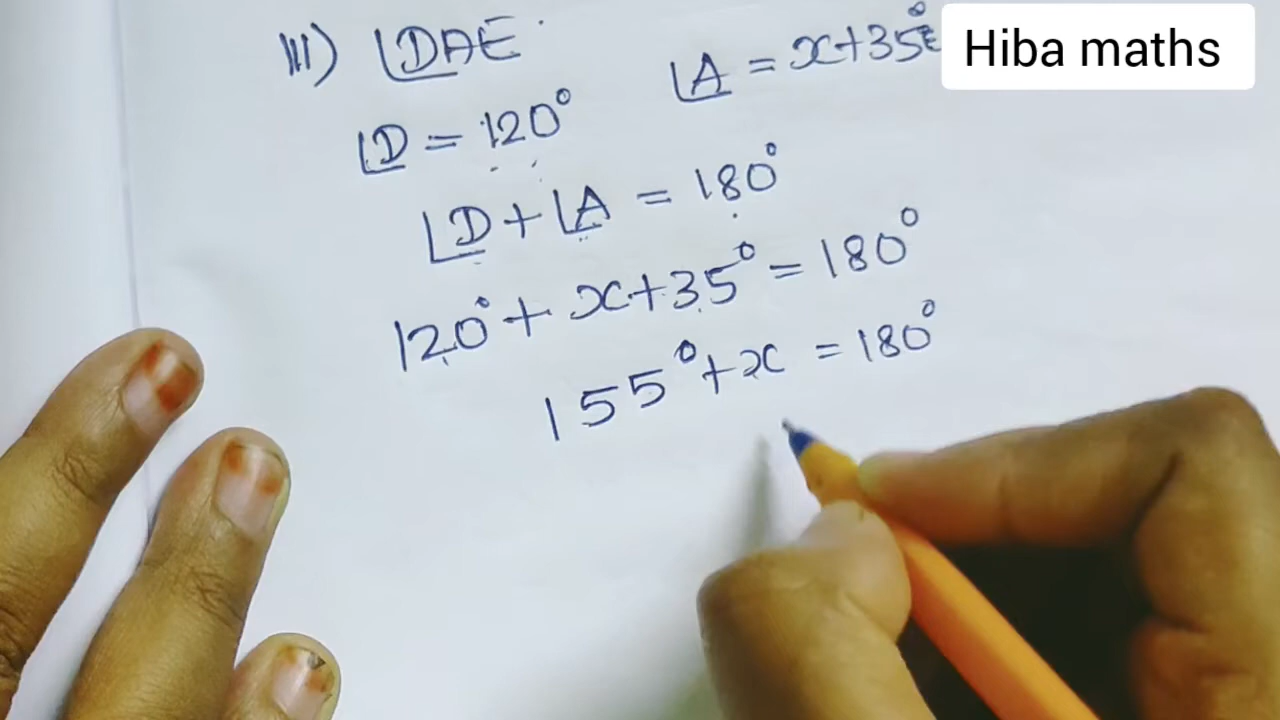 III) ∠DAE
∠D = 120° ∠A = x+35°
∠D + ∠A = 180°
120° + x+35° = 180°
155° + x = 180°
Hiba maths